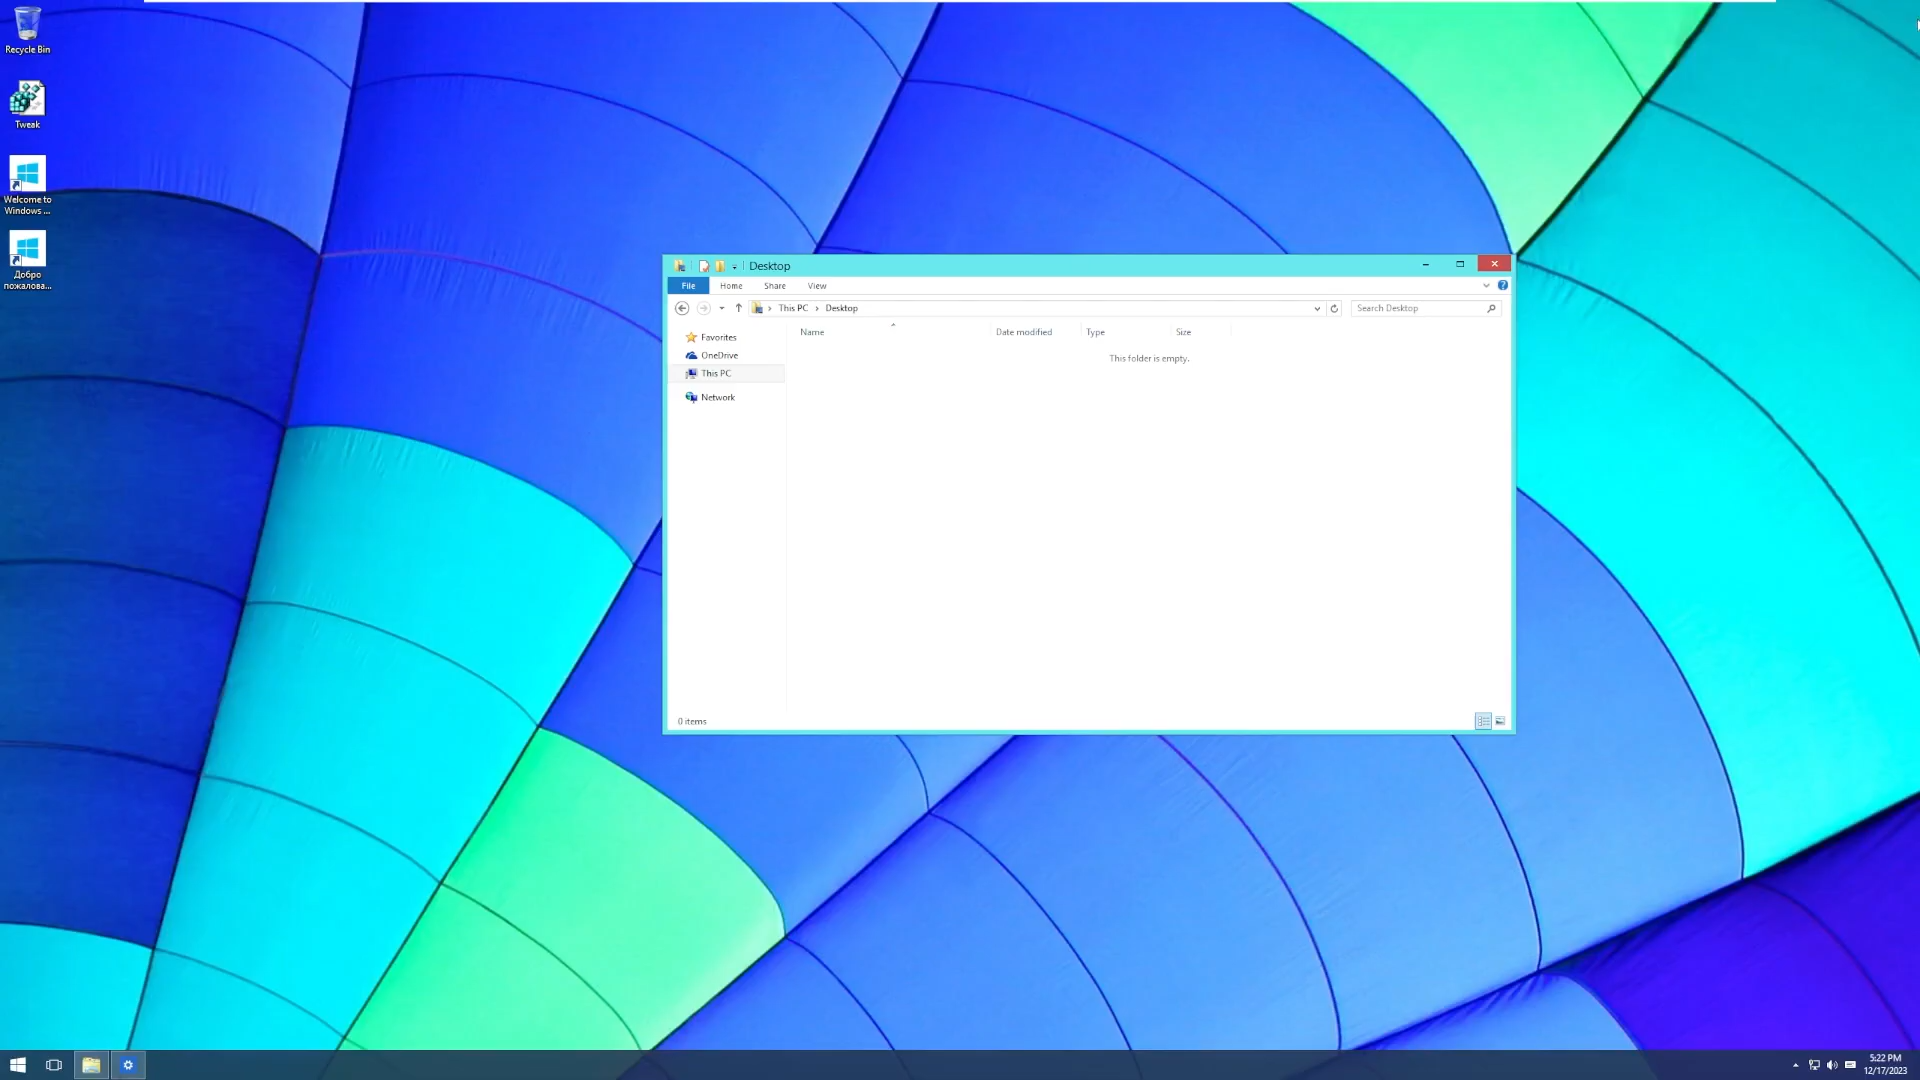 Recycle Bin
Tweak
Welcome to
Windows ...
Добро
пожалова...
Desktop
File
Home
Share
View
This PC
Desktop
Search Desktop
Favorites
OneDrive
This PC
Network
Name
Date modified
Type
Size
This folder is empty.
0 items
5:22 PM
12/17/2023